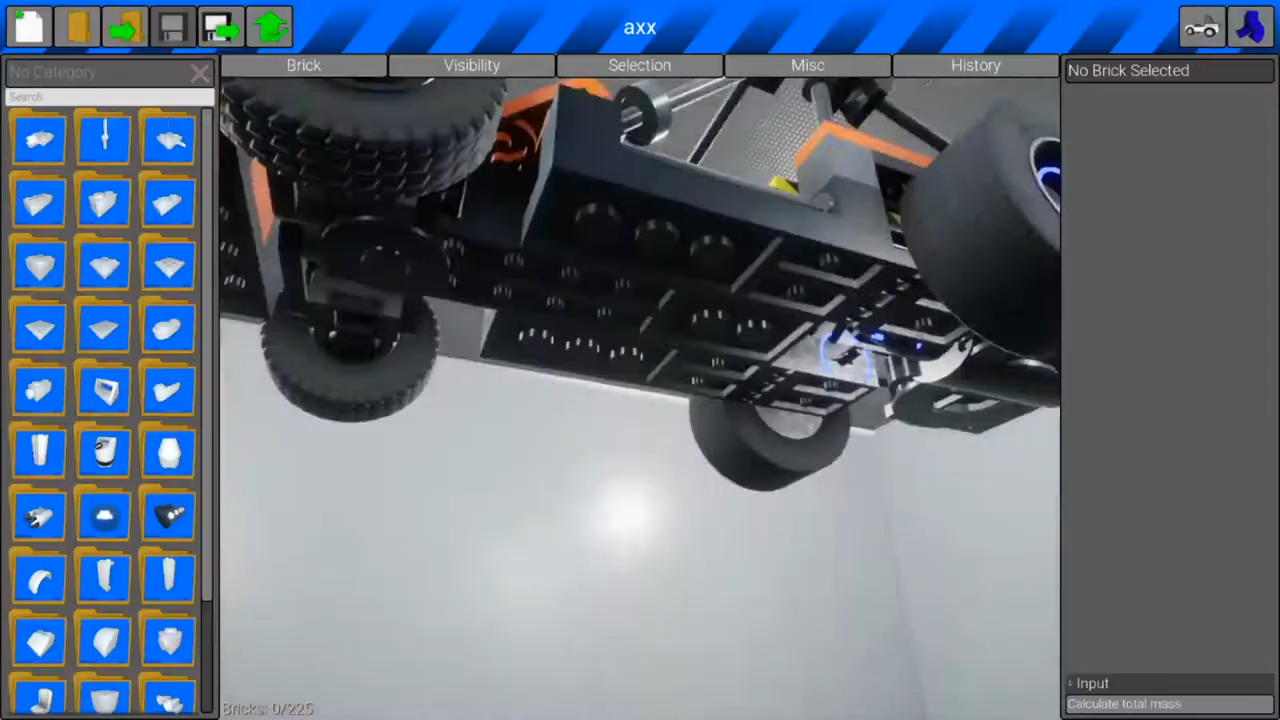 axx
No Category
Search
Brick
Visibility
Selection
Misc
History
No Brick Selected
Bricks: 0/225
Input
Calculate total mass